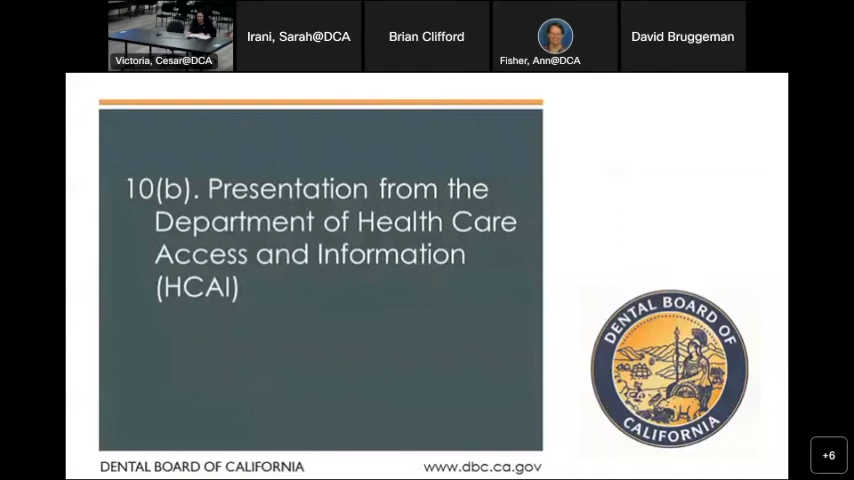 Victoria, Cesar@DCA
Irani, Sarah@DCA
Brian Clifford
Fisher, Ann@DCA
David Bruggeman
10(b). Presentation from the
Department of Health Care
Access and Information
(HCAI)
DENTAL BOARD OF
CALIFORNIA
DENTAL BOARD OF CALIFORNIA
www.dbc.ca.gov
+6